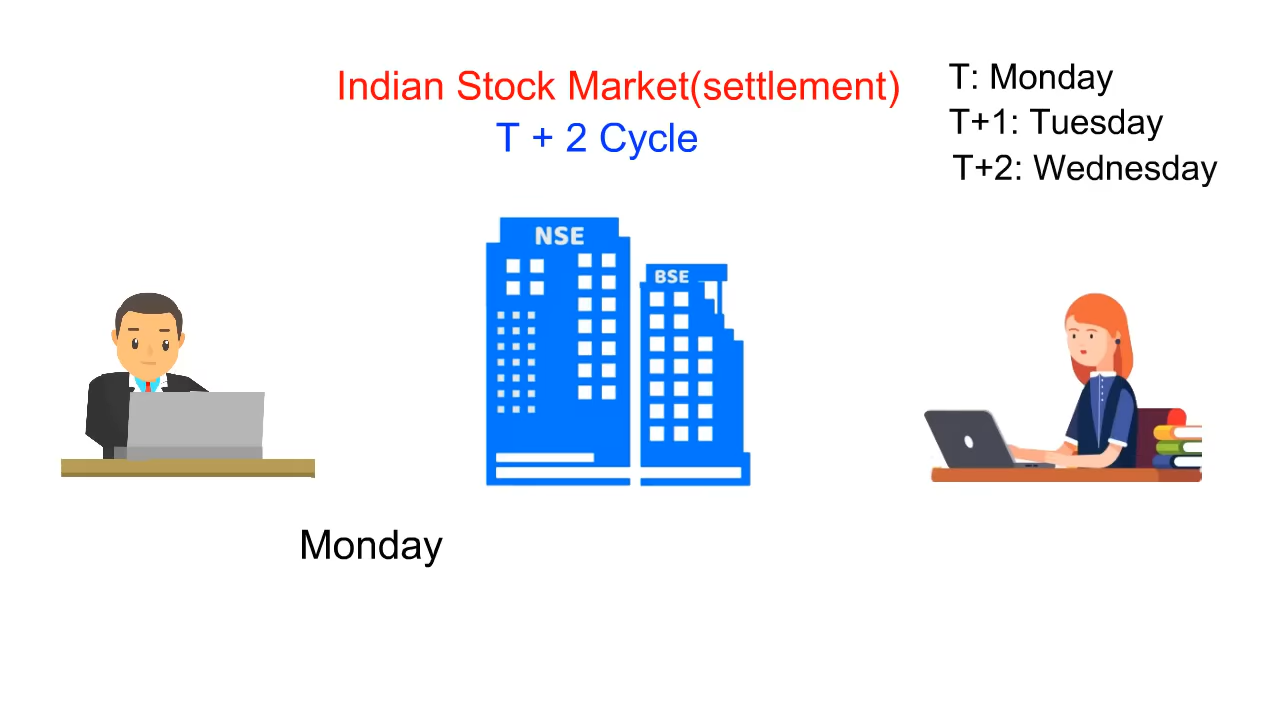 Indian Stock Market(settlement)
T + 2 Cycle
T: Monday
T+1: Tuesday
T+2: Wednesday
NSE
BSE
Monday